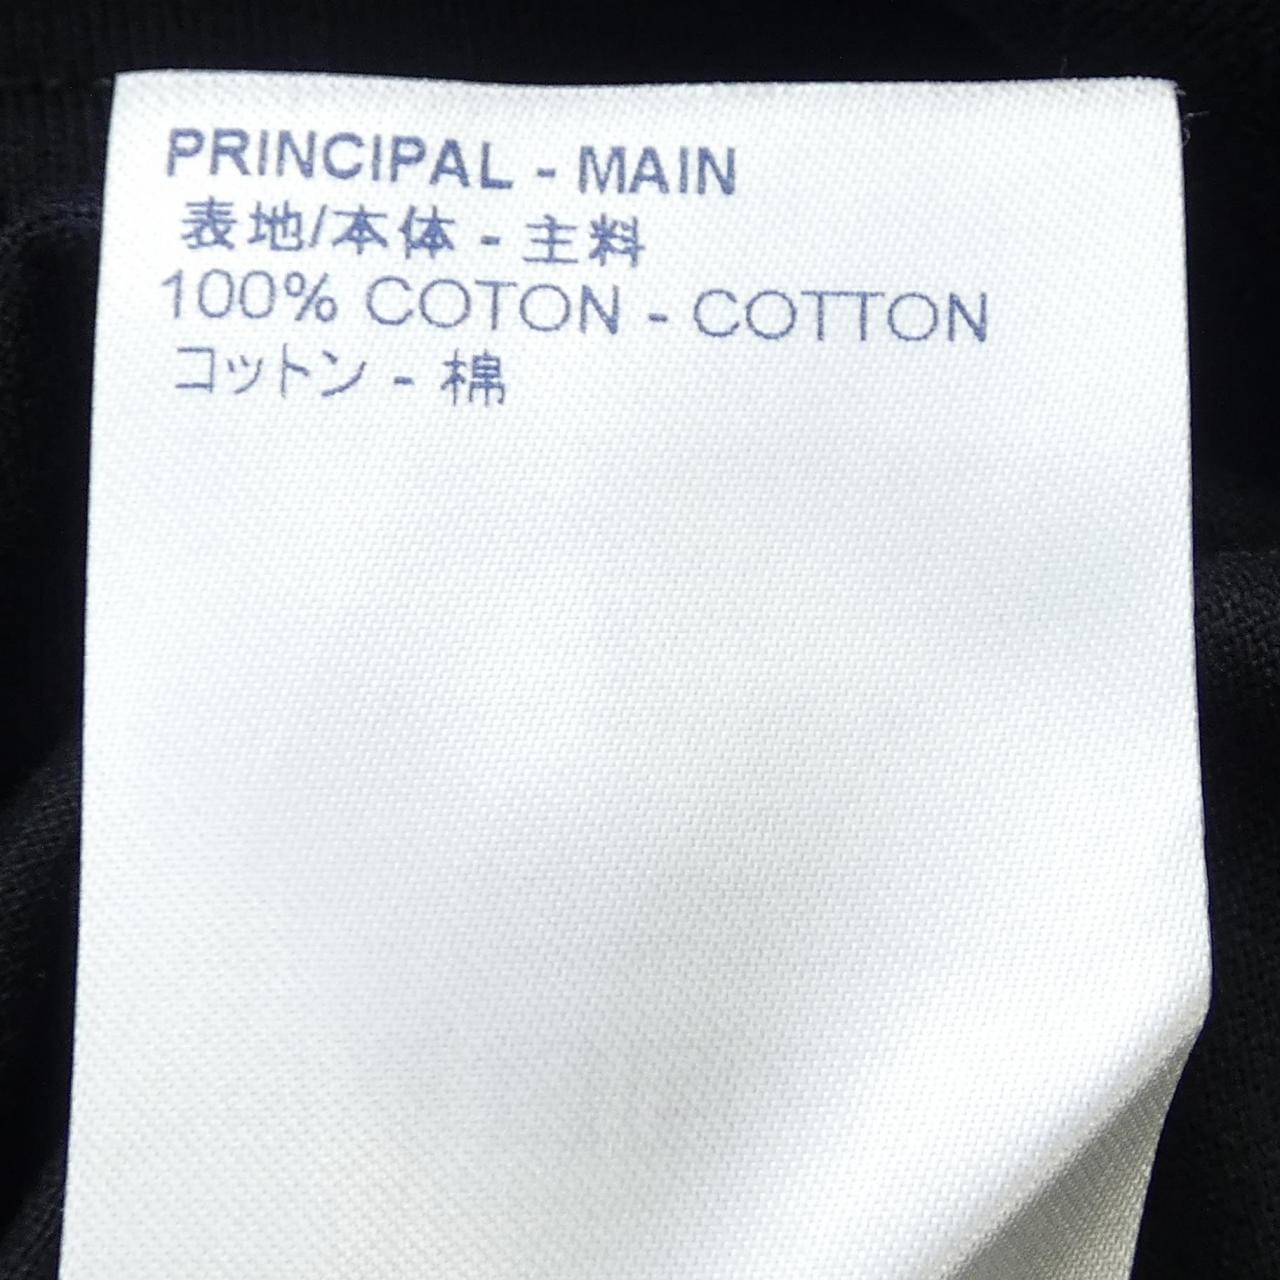 PRINCIPAL - MAIN
表地/本体 - 主料
100% COTON - COTTON
コットン - 棉